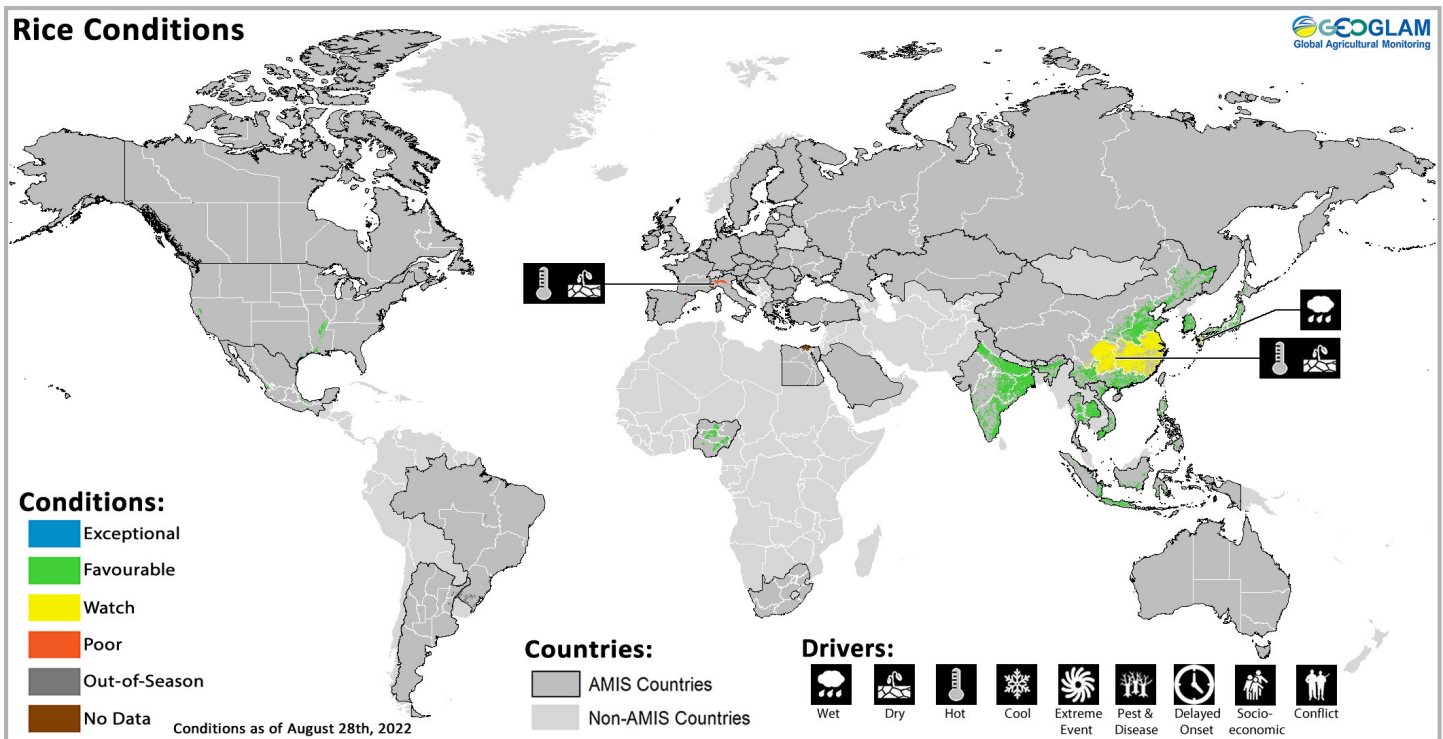 Rice Conditions
GEOGLAM
Global Agricultural Monitoring
Conditions:
Exceptional
Favourable
Watch
Poor
Out-of-Season
No Data
Conditions as of August 28th, 2022
Countries:
AMIS Countries
Non-AMIS Countries
Drivers:
Wet
Dry
Hot
Cool
Extreme
Event
Pest &
Disease
Delayed
Onset
Socio-
economic
Conflict